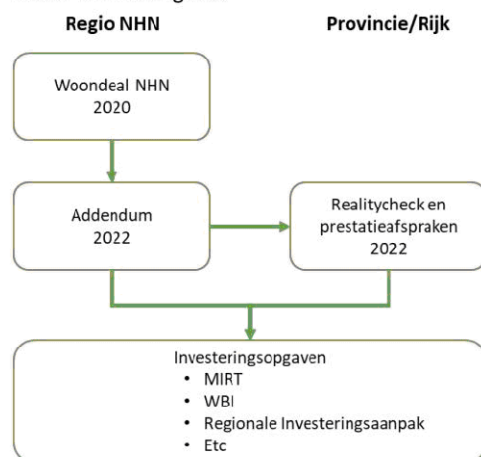 Regio NHN
Provincie/Rijk
Woondeal NHN
2020
Addendum
2022
Realitycheck en
prestatieafspraken
2022
Investeringsopgaven
• MIRT
• WBI
• Regionale Investeringsaanpak
• Etc